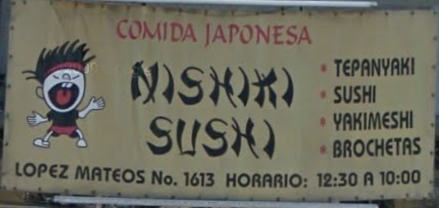 COMIDA JAPONESA
NISHIKI
SUSHI
* TEPANYAKI
* SUSHI
* YAKIMESHI
* BROCHETAS
LOPEZ MATEOS No. 1613 HORARIO: 12:30 A 10:00